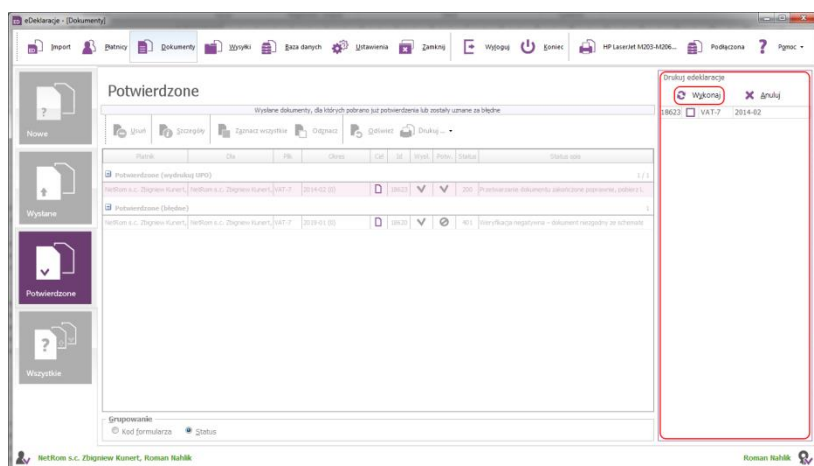 eDeklaracje - [Dokumenty]
Import Płatnicy Dokumenty Wysyłki Baza danych Ustawienia Zamknij Wyloguj Koniec HP LaserJet M203-M206... Podłączona Pomoc
Drukuj edeklaracje
Wykonaj Anuluj
18623 VAT-7 2014-02
Nowe
Wysłane
Potwierdzone
Wszystkie
Potwierdzone
Wysłane dokumenty, dla których pobrano już potwierdzenia lub zostały uznane za błędne
Usuń Szczegóły Zaznacz wszystkie Odznacz Odśwież Drukuj ...
Płatnik Dla Plik Okres Cel Id Wysł. Potw. Status Status opis
Potwierdzone (wydrukuj UPO) 1/1
NetRom s.c. Zbigniew Kunert, NetRom s.c. Zbigniew Kunert, VAT-7 2014-02 (0) 18623 200 Przetwarzanie dokumentu zakończone poprawnie, pobierz
Potwierdzone (błędne) 1
NetRom s.c. Zbigniew Kunert, NetRom s.c. Zbigniew Kunert, VAT-7 401 Weryfikacja negatywna – dokument niezgodny ze schematem
Grupowanie
Kod formularza Status
NetRom s.c. Zbigniew Kunert, Roman Nahlik Roman Nahlik